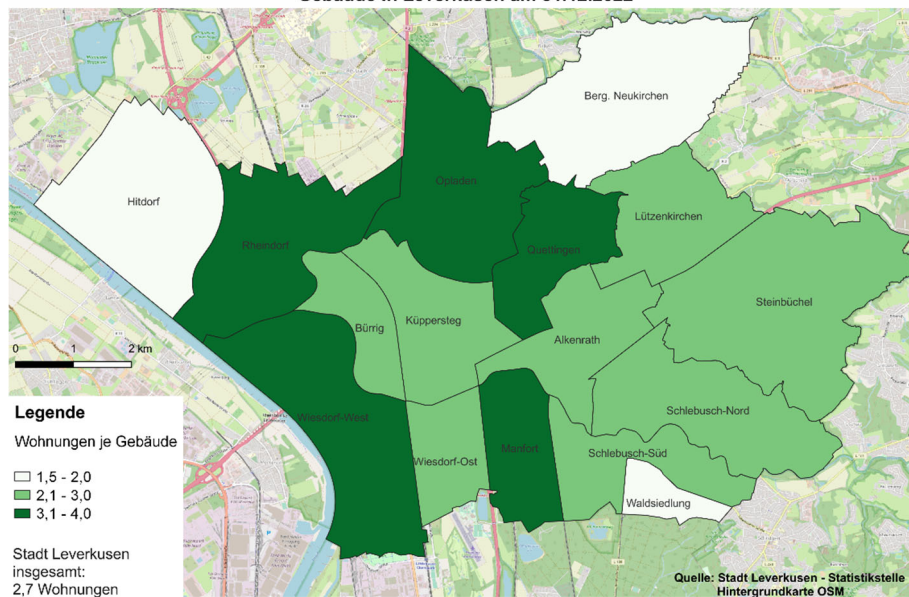 Berg. Neukirchen
Hitdorf
Opladen
Lützenkirchen
Rheindorf
Quettingen
Steinbüchel
Bürrig
Küppersteg
Alkenrath
0 1 2 km
Schlebusch-Nord
Wiesdorf-West
Wiesdorf-Ost
Manfort
Schlebusch-Süd
Waldsiedlung
Legende
Wohnungen je Gebäude
1,5 - 2,0
2,1 - 3,0
3,1 - 4,0
Stadt Leverkusen
insgesamt:
2,7 Wohnungen
Quelle: Stadt Leverkusen - Statistikstelle
Hintergrundkarte OSM